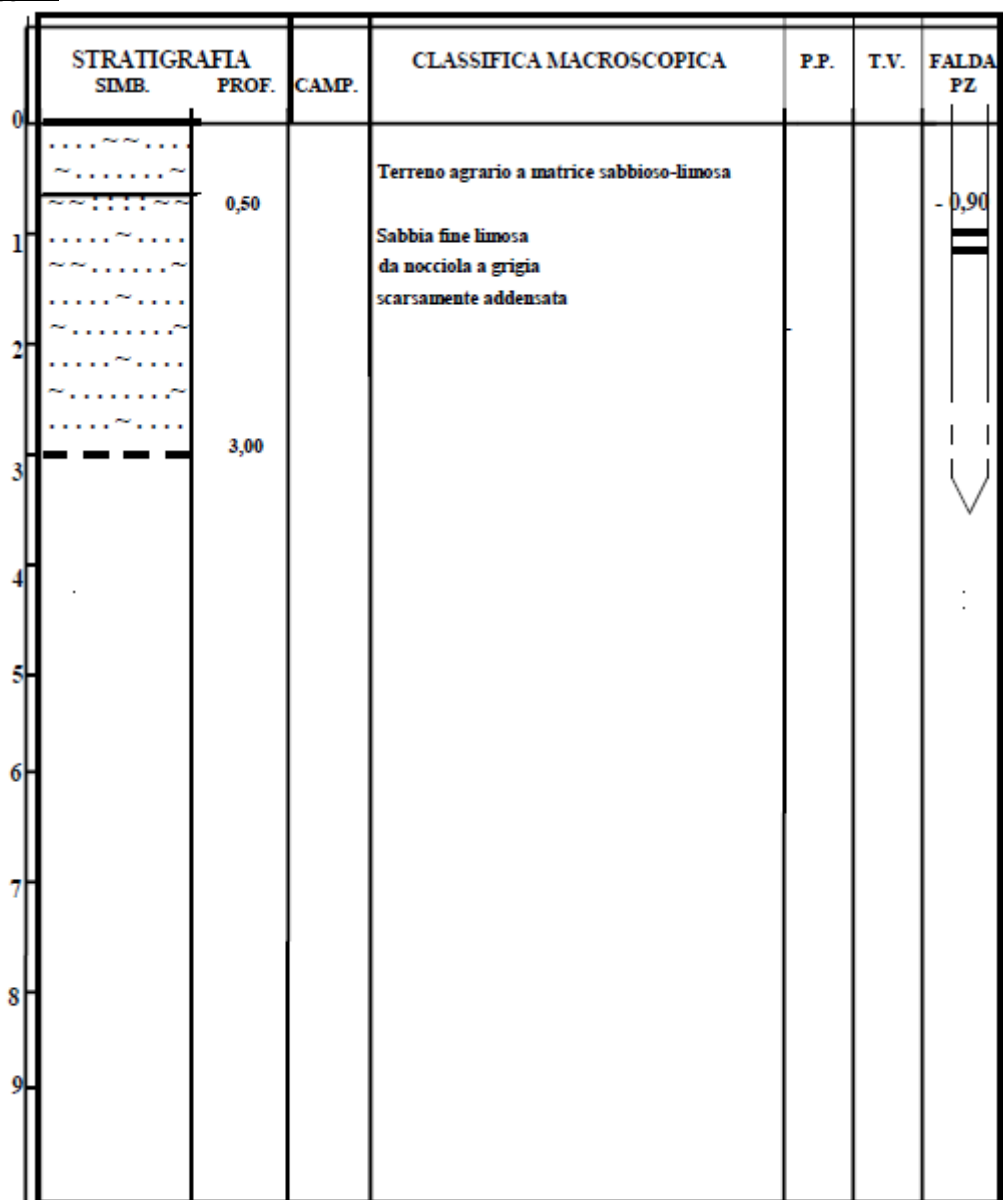 STRATIGRAFIA
SIMB. PROF. CAMP. CLASSIFICA MACROSCOPICA P.P. T.V. FALDA PZ
0
Terreno agrario a matrice sabbioso-limosa
0,50 - 0,90
1 Sabbia fine limosa
da nocciola a grigia
scarsamente addensata
2
3,00
3
4
5
6
7
8
9